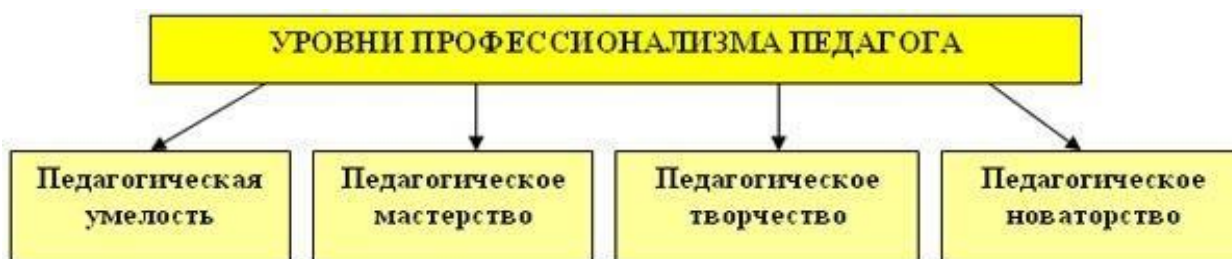 УРОВНИ ПРОФЕССИОНАЛИЗМА ПЕДАГОГА
Педагогическая
умелость
Педагогическое
мастерство
Педагогическое
творчество
Педагогическое
новаторство